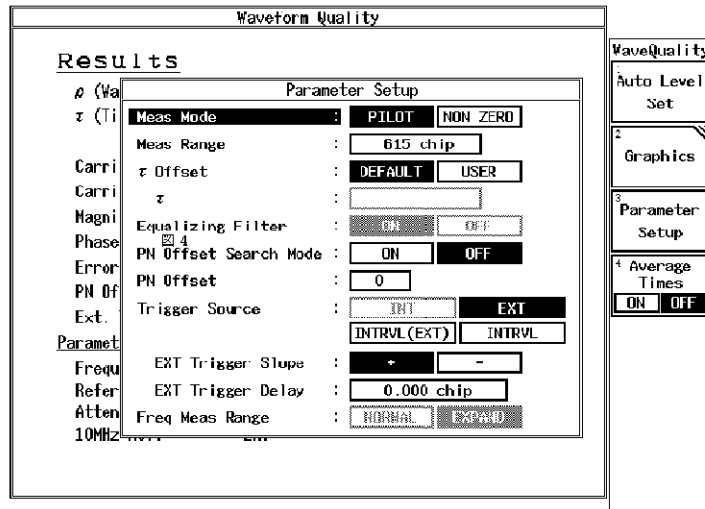 Waveform Quality
Results
ρ (Wa
τ (Ti
Carri
Carri
Magni
Phase
Error
PN Of
Ext.
Paramet
Frequ
Refer
Atten
10MHz
Parameter Setup
Meas Mode : PILOT NON ZERO
Meas Range : 615 chip
τ Offset : DEFAULT USER
τ :
Equalizing Filter : ON OFF
図 4
PN Offset Search Mode : ON OFF
PN Offset : 0
Trigger Source : INT EXT
INTRVL(EXT) INTRVL
EXT Trigger Slope : + -
EXT Trigger Delay : 0.000 chip
Freq Meas Range : NORMAL EXPAND
WaveQuality
1
Auto Level
Set
2
Graphics
3
Parameter
Setup
4 Average
Times
ON OFF